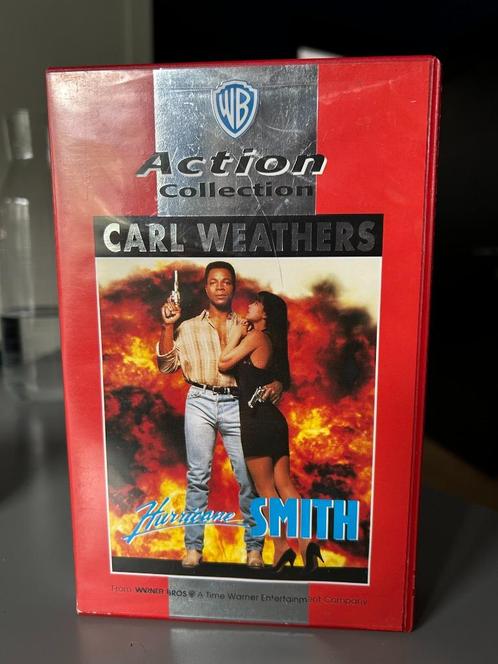 WB
Action
Collection
CARL WEATHERS
Hurricane SMITH
From WARNER BROS A Time Warner Entertainment Company